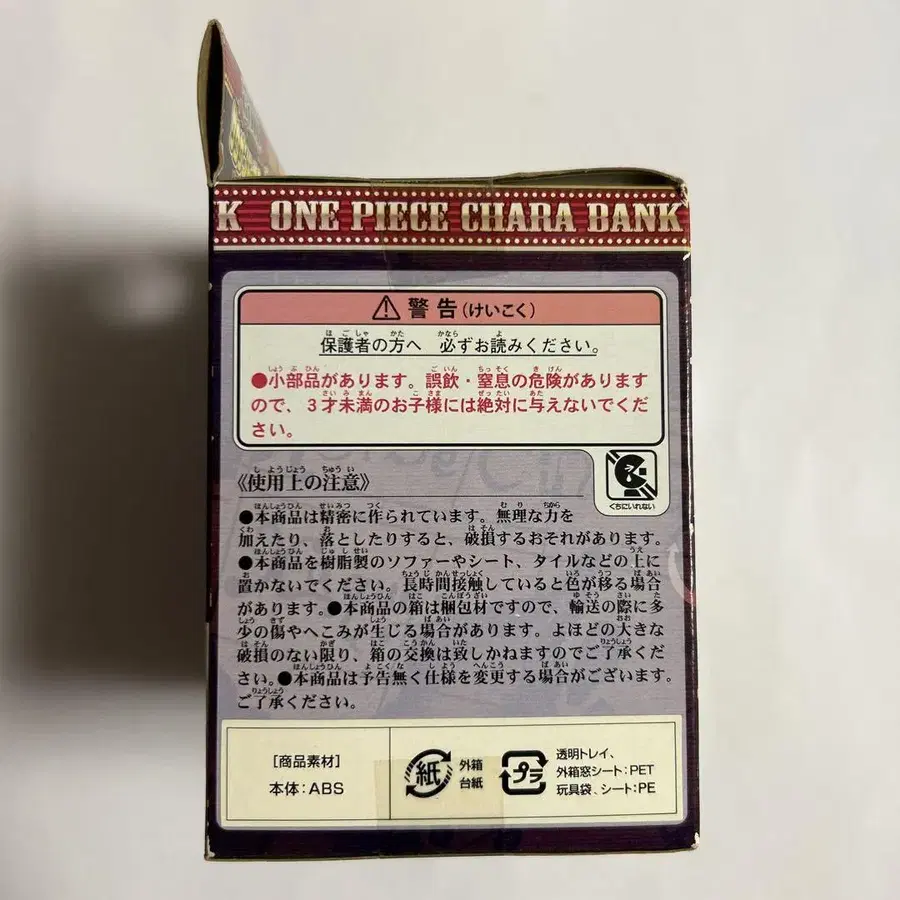 K ONE PIECE CHARA BANK
⚠ 警告(けいこく)
保護者の方へ 必ずお読みください。
●小部品があります。誤飲・窒息の危険があります
ので、3才未満のお子様には絶対に与えないでくだ
さい。
くちにいれない
《使用上の注意》
●本商品は精密に作られています。無理な力を
加えたり、落としたりすると、破損するおそれがあります。
●本商品を樹脂製のソファーやシート、タイルなどの上に
置かないでください。長時間接触していると色が移る場合
があります。●本商品の箱は梱包材ですので、輸送の際に多
少の傷やへこみが生じる場合があります。よほどの大きな
破損のない限り、箱の交換は致しかねますのでご了承くださ
い。●本商品は予告無く仕様を変更する場合がございます。
ご了承ください。
[商品素材]
本体:ABS
紙
外箱
台紙
プラ
透明トレイ、
外箱窓シート:PET
玩具袋、シート:PE